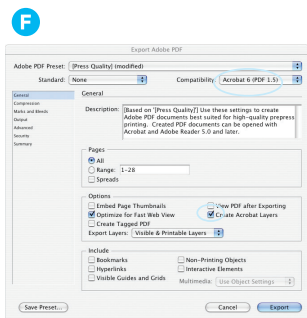 F
Export Adobe PDF
Adobe PDF Preset: [Press Quality] (modified)
Standard: None Compatibility: Acrobat 6 (PDF 1.5)
General
Compression
Marks and Bleeds
Output
Advanced
Security
Summary
General
Description: [Based on '[Press Quality]'] Use these settings to create
Adobe PDF documents best suited for high-quality prepress
printing. Created PDF documents can be opened with
Acrobat and Adobe Reader 5.0 and later.
Pages
All
Range: 1-28
Spreads
Options
Embed Page Thumbnails View PDF after Exporting
Optimize for Fast Web View Create Acrobat Layers
Create Tagged PDF
Export Layers: Visible & Printable Layers
Include
Bookmarks Non-Printing Objects
Hyperlinks Interactive Elements
Visible Guides and Grids Multimedia: Use Object Settings
Save Preset... Cancel Export